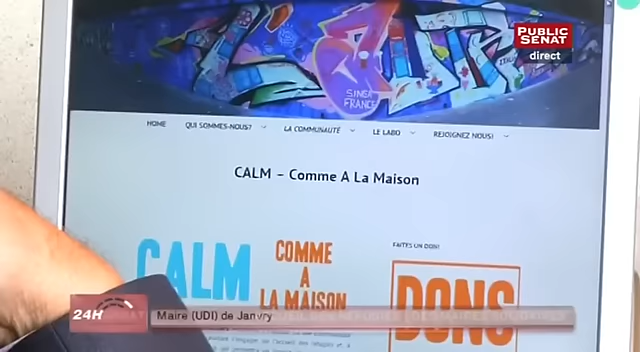 PUBLIC
SENAT
direct
SINGA
FRANCE
HOME QUI SOMMES-NOUS? LA COMMUNAUTÉ LE LABO REJOIGNEZ NOUS!
CALM – Comme A La Maison
FAITES UN DON!
CALM
COMME
A
LA MAISON
DONS
24H
Maire (UDI) de Janvry